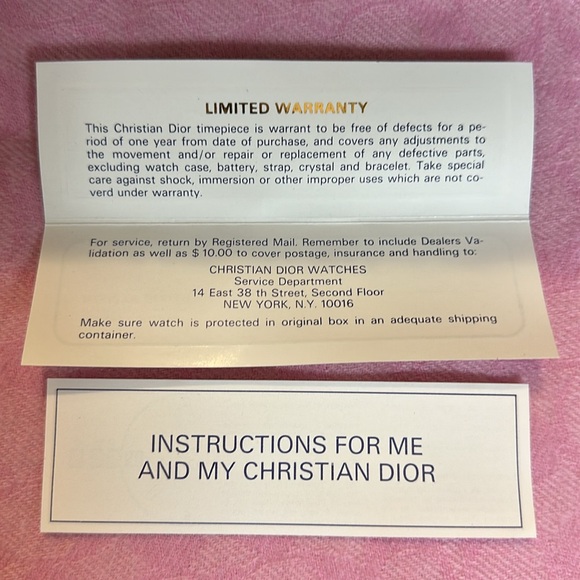 LIMITED WARRANTY
This Christian Dior timepiece is warrant to be free of defects for a pe-
riod of one year from date of purchase, and covers any adjustments to
the movement and/or repair or replacement of any defective parts,
excluding watch case, battery, strap, crystal and bracelet. Take special
care against shock, immersion or other improper uses which are not co-
verd under warranty.
For service, return by Registered Mail. Remember to include Dealers Va-
lidation as well as $ 10.00 to cover postage, insurance and handling to:
CHRISTIAN DIOR WATCHES
Service Department
14 East 38 th Street, Second Floor
NEW YORK, N.Y. 10016
Make sure watch is protected in original box in an adequate shipping
container.
INSTRUCTIONS FOR ME
AND MY CHRISTIAN DIOR